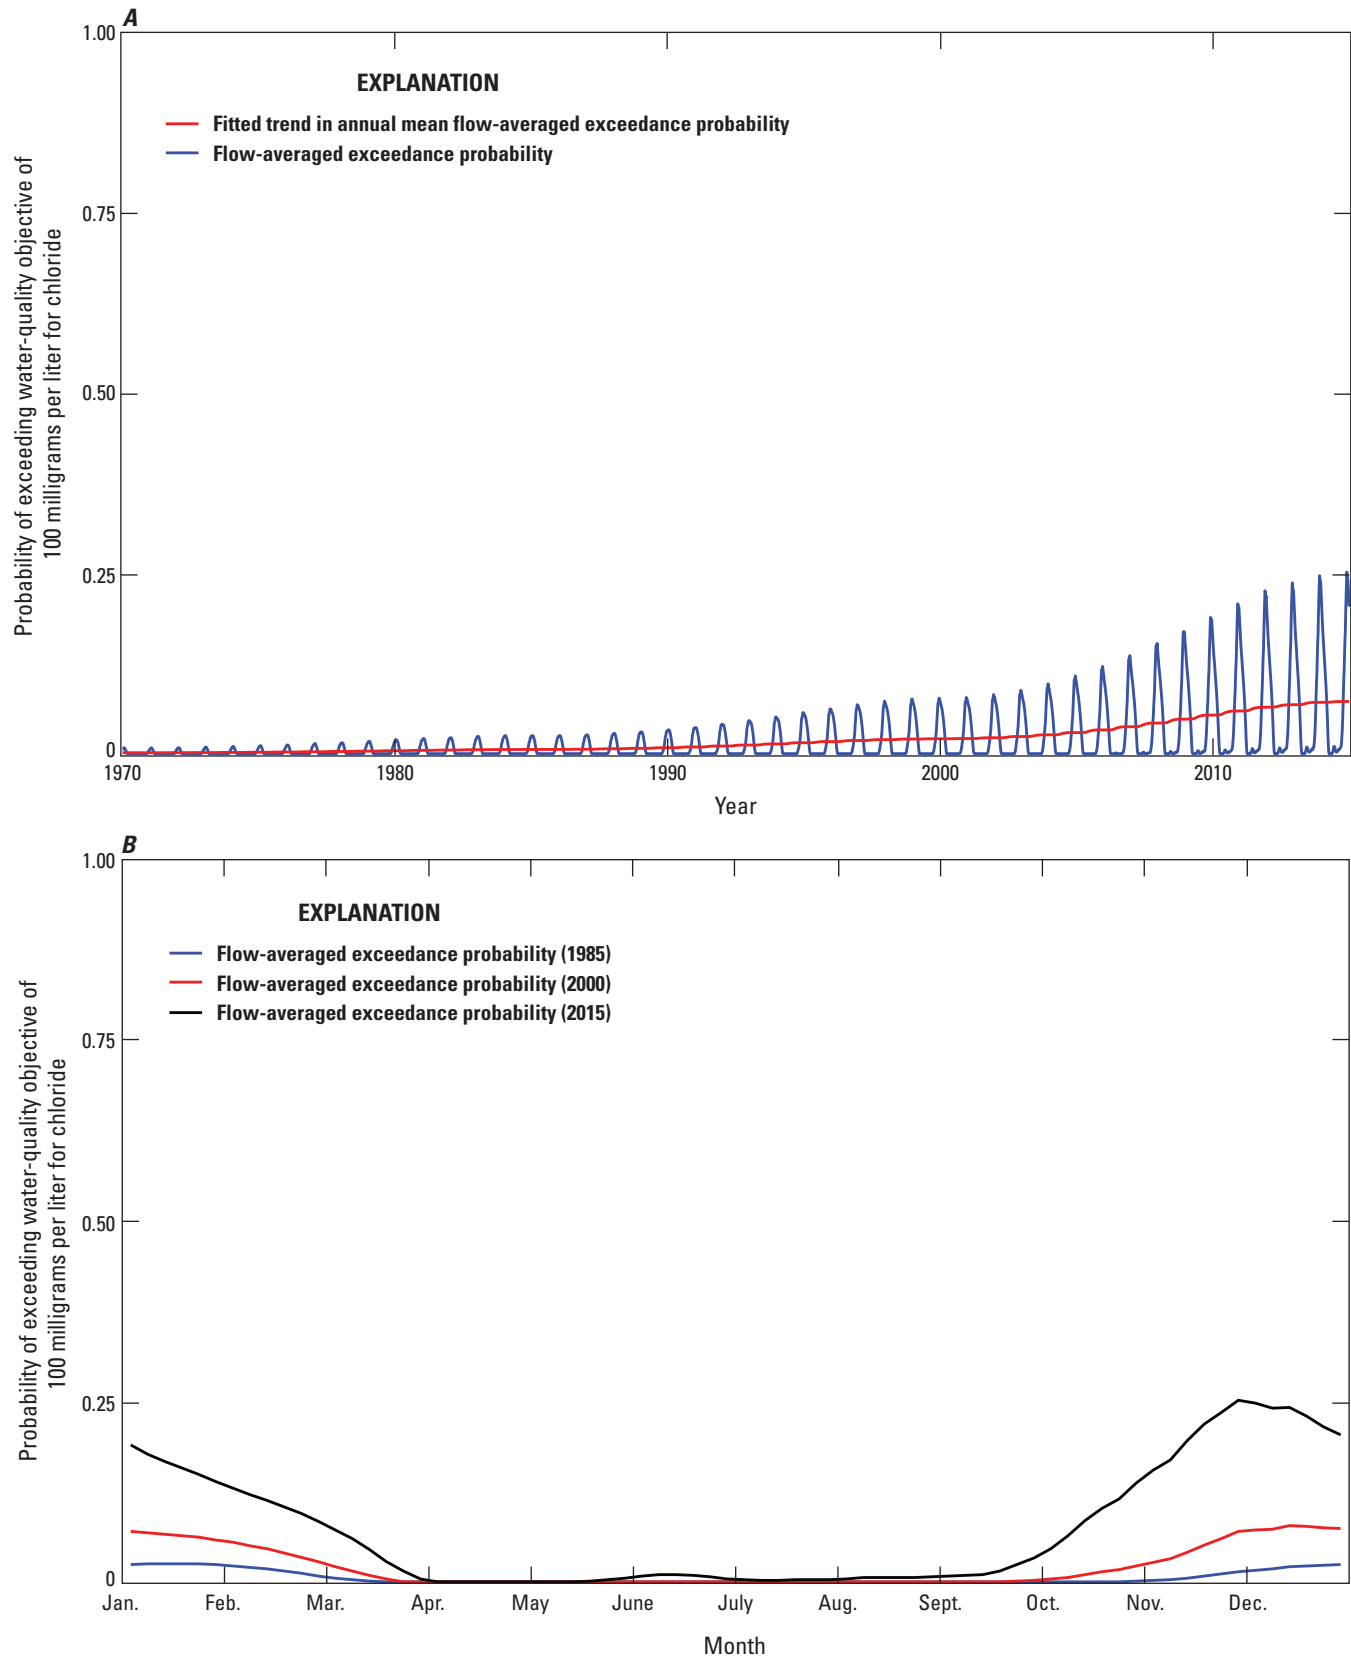 A
1.00
0.75
0.50
0.25
0
Probability of exceeding water-quality objective of
100 milligrams per liter for chloride
EXPLANATION
Fitted trend in annual mean flow-averaged exceedance probability
Flow-averaged exceedance probability
1970 1980 1990 2000 2010
Year
B
1.00
0.75
0.50
0.25
0
Probability of exceeding water-quality objective of
100 milligrams per liter for chloride
EXPLANATION
Flow-averaged exceedance probability (1985)
Flow-averaged exceedance probability (2000)
Flow-averaged exceedance probability (2015)
Jan. Feb. Mar. Apr. May June July Aug. Sept. Oct. Nov. Dec.
Month